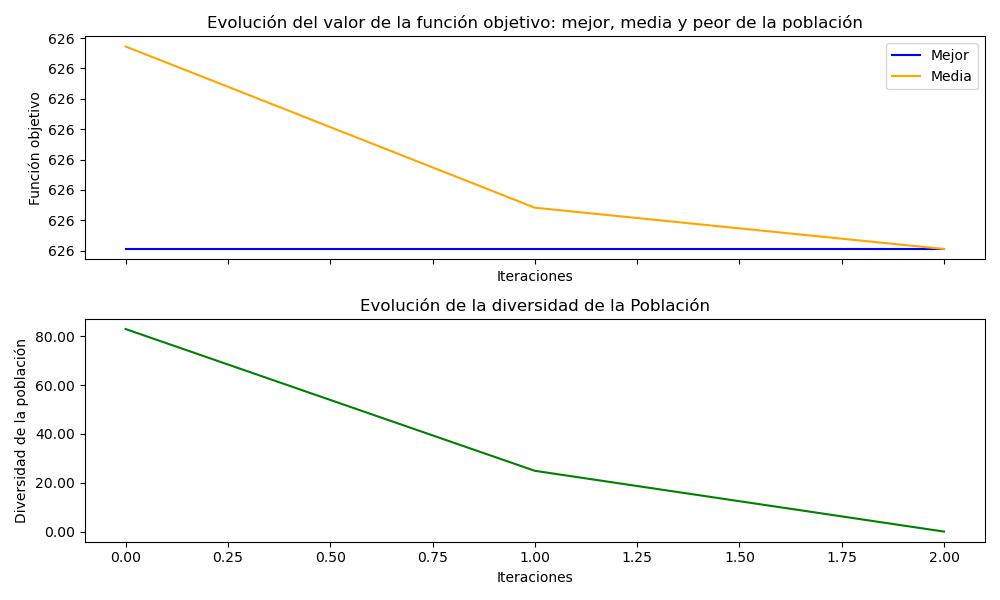 Evolución del valor de la función objetivo: mejor, media y peor de la población
Función objetivo
626
626
626
626
626
626
626
626
Mejor
Media
Iteraciones
Evolución de la diversidad de la Población
Diversidad de la población
80.00
60.00
40.00
20.00
0.00
0.00 0.25 0.50 0.75 1.00 1.25 1.50 1.75 2.00
Iteraciones